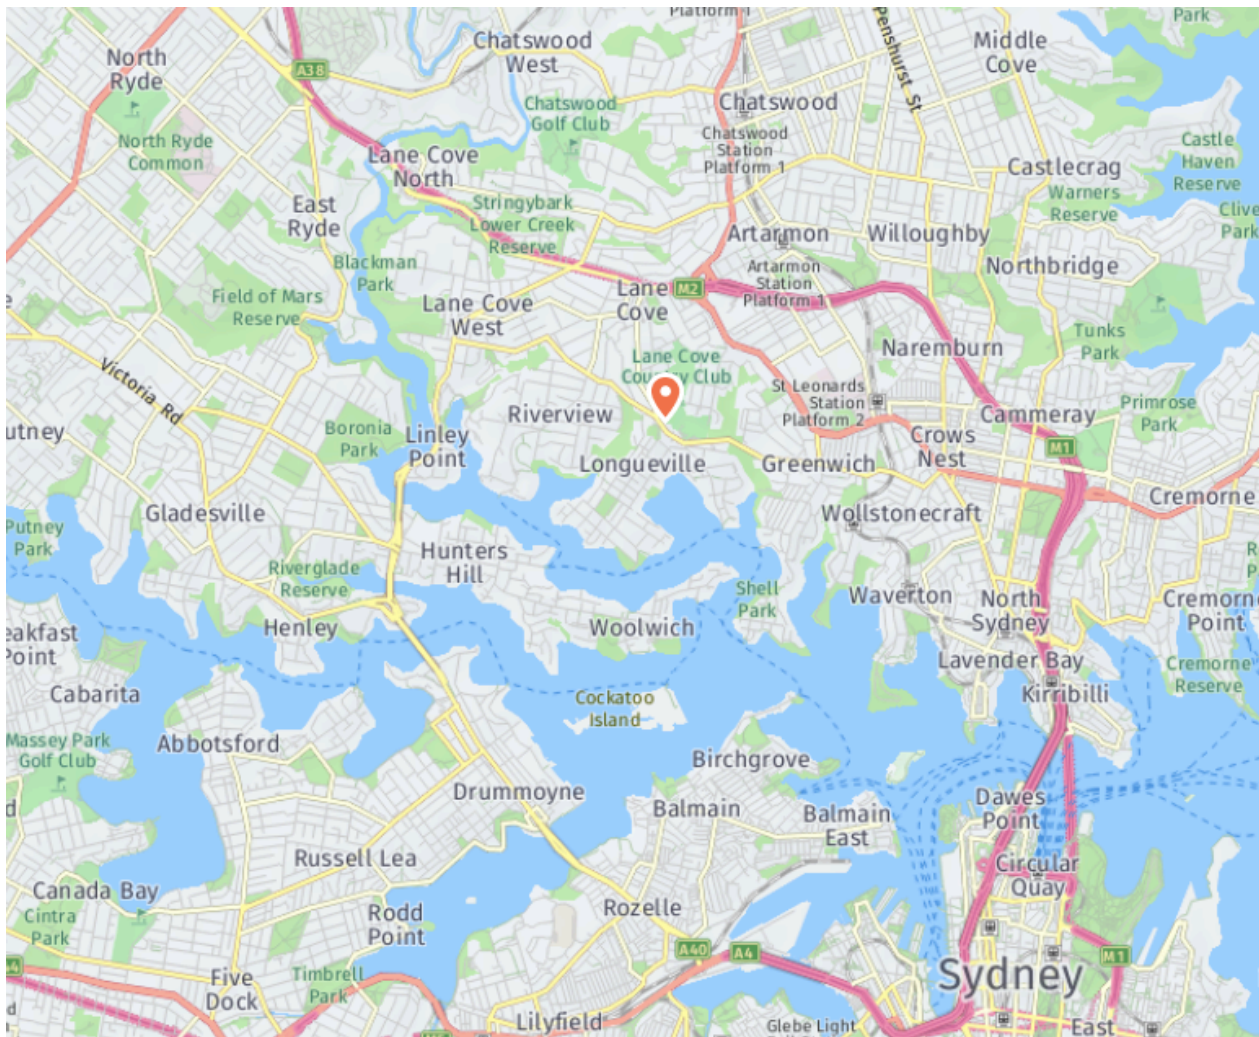 Platform 1
Penshurst St
Park
North
Ryde
Chatswood
West
Middle
Cove
A38
Chatswood
Golf Club
Chatswood
Chatswood
Station
Platform 1
North Ryde
Common
Lane Cove
North
Castlecrag
Castle
Haven
Reserve
Warners
Reserve
East
Ryde
Stringybark
Lower Creek
Reserve
Artarmon
Willoughby
Clive
Park
Blackman
Park
Artarmon
Station
Platform 1
Northbridge
Field of Mars
Reserve
Lane Cove
West
Lane
Cove
M2
Victoria Rd
Lane Cove
Country Club
Naremburn
Tunks
Park
Riverview
St Leonards
Station
Platform 2
Cammeray
Primrose
Park
utney
Boronia
Park
Linley
Point
Crows
Nest
M1
Longueville
Greenwich
Cremorne
Gladesville
Wollstonecraft
Putney
Park
Hunters
Hill
Riverglade
Reserve
Shell
Park
Waverton
North
Sydney
Cremorn
Point
eakfast
Point
Henley
Woolwich
Lavender Bay
Cremorne
Reserve
Cabarita
Cockatoo
Island
Kirribilli
Massey Park
Golf Club
Abbotsford
Birchgrove
Drummoyne
Balmain
Balmain
East
Dawes
Point
Russell Lea
Circular
Quay
Canada Bay
Cintra
Park
Rodd
Point
Rozelle
A40
A4
M1
Five
Dock
Timbrell
Park
Sydney
Lilyfield
Glebe Light
East